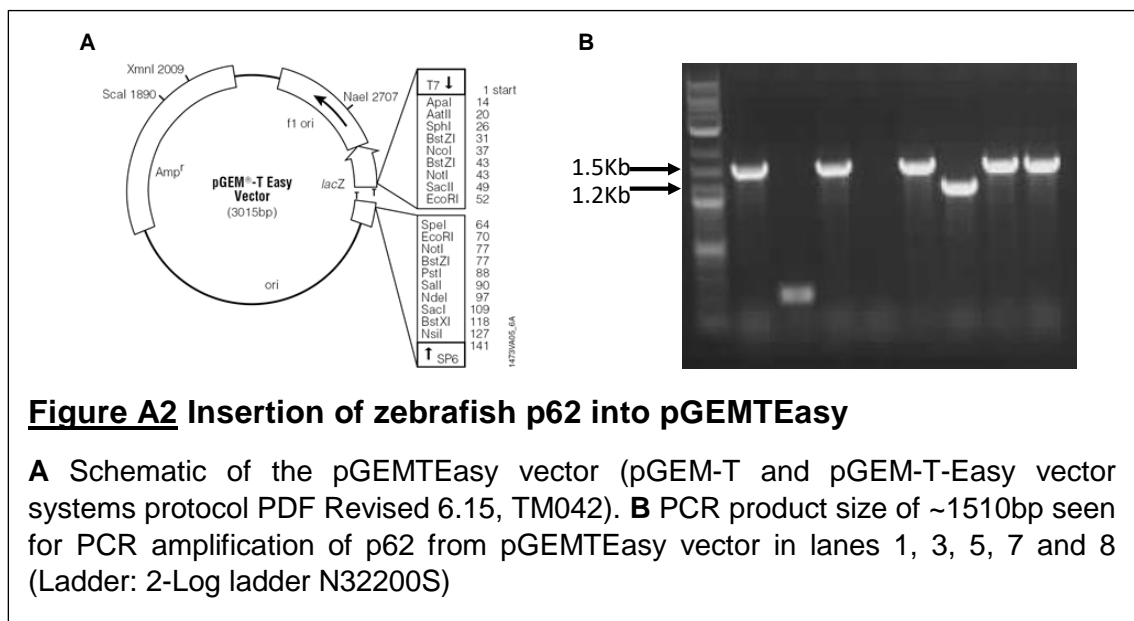 A
B
XmnI 2009
ScaI 1890
NaeI 2707
f1 ori
Ampr
pGEM®-T Easy
Vector
(3015bp)
lacZ
T
T
ori
T7 ↓
1 start
ApaI 14
AatII 20
SphI 26
BstZI 31
NcoI 37
BstZI 43
NotI 43
SacII 49
EcoRI 52
SpeI 64
EcoRI 70
NotI 77
BstZI 77
PstI 88
SalI 90
NdeI 97
SacI 109
BstXI 118
NsiI 127
141
↑ SP6
1473VA05_6A
1.5Kb
1.2Kb
Figure A2 Insertion of zebrafish p62 into pGEMTEasy
A Schematic of the pGEMTEasy vector (pGEM-T and pGEM-T-Easy vector
systems protocol PDF Revised 6.15, TM042). B PCR product size of ~1510bp seen
for PCR amplification of p62 from pGEMTEasy vector in lanes 1, 3, 5, 7 and 8
(Ladder: 2-Log ladder N32200S)